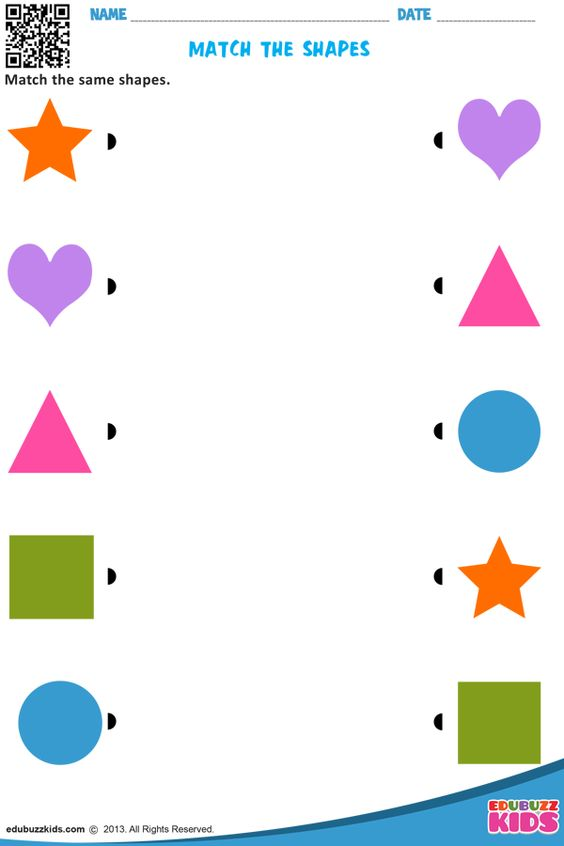 NAME DATE
MATCH THE SHAPES
Match the same shapes.
EDUBUZZ
KIDS
edubuzzkids.com © 2013. All Rights Reserved.